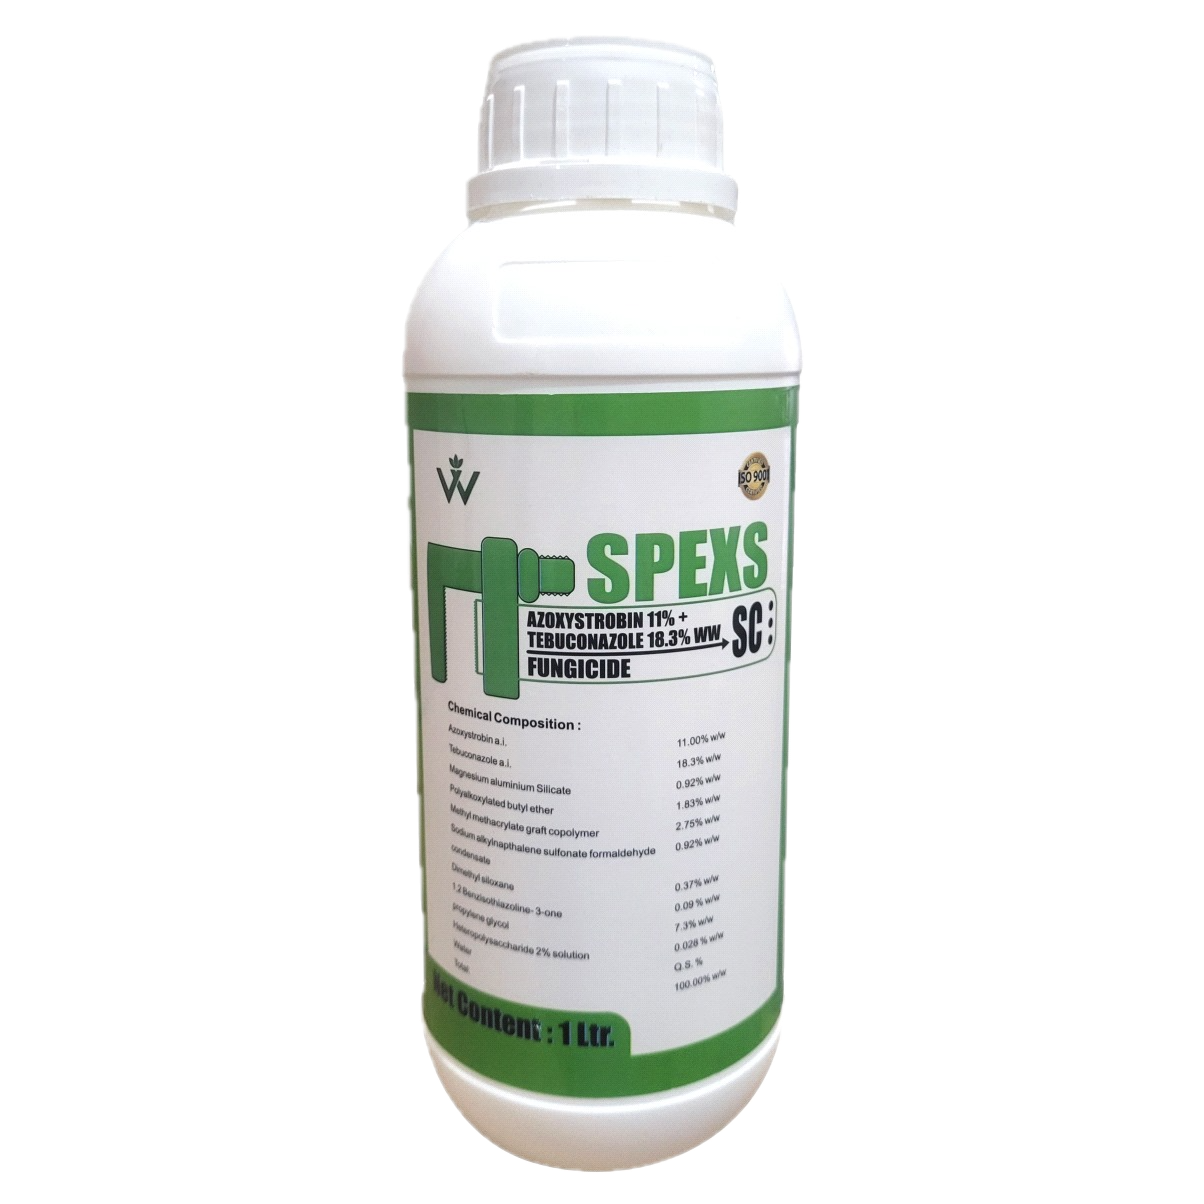 W
ISO 9001
SPEXS
AZOXYSTROBIN 11% +
TEBUCONAZOLE 18.3% WW
SC
FUNGICIDE
Chemical Composition :
Azoxystrobin a.i. 11.00% w/w
Tebuconazole a.i. 18.3% w/w
Magnesium aluminium Silicate 0.92% w/w
Polyalkoxylated butyl ether 1.83% w/w
Methyl methacrylate graft copolymer 2.75% w/w
Sodium alkylnapthalene sulfonate formaldehyde 0.92% w/w
condensate
Dimethyl siloxane 0.37% w/w
1,2 Benzisothiazoline- 3-one 0.09 % w/w
propylene glycol 7.3% w/w
Heteropolysaccharide 2% solution 0.028 % w/w
Water Q.S. %
Total 100.00% w/w
Net Content : 1 Ltr.